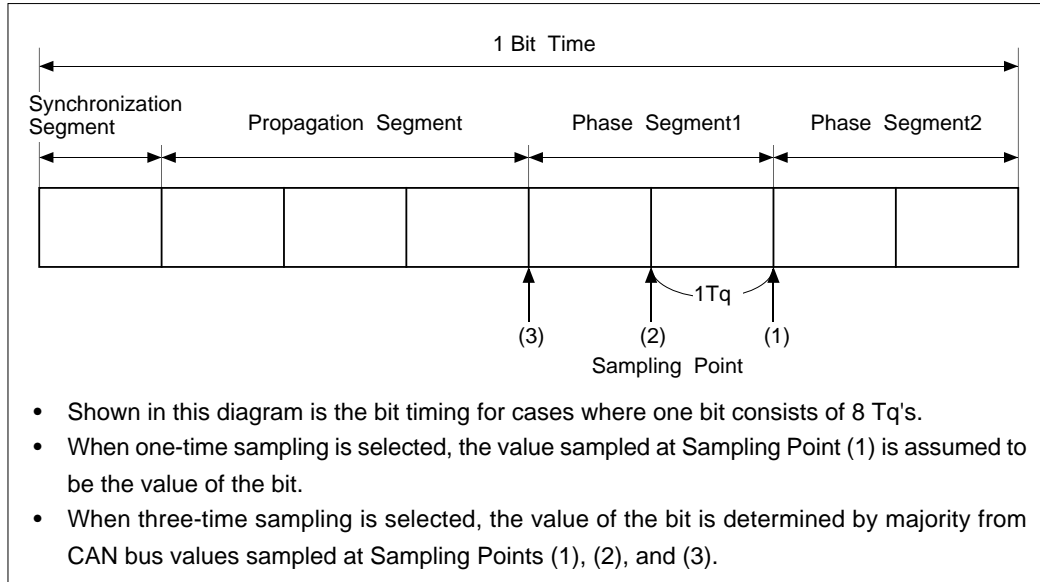 1 Bit Time
Synchronization
Segment
Propagation Segment
Phase Segment1
Phase Segment2
1Tq
(3)
(2)
(1)
Sampling Point
• Shown in this diagram is the bit timing for cases where one bit consists of 8 Tq's.
• When one-time sampling is selected, the value sampled at Sampling Point (1) is assumed to
be the value of the bit.
• When three-time sampling is selected, the value of the bit is determined by majority from
CAN bus values sampled at Sampling Points (1), (2), and (3).